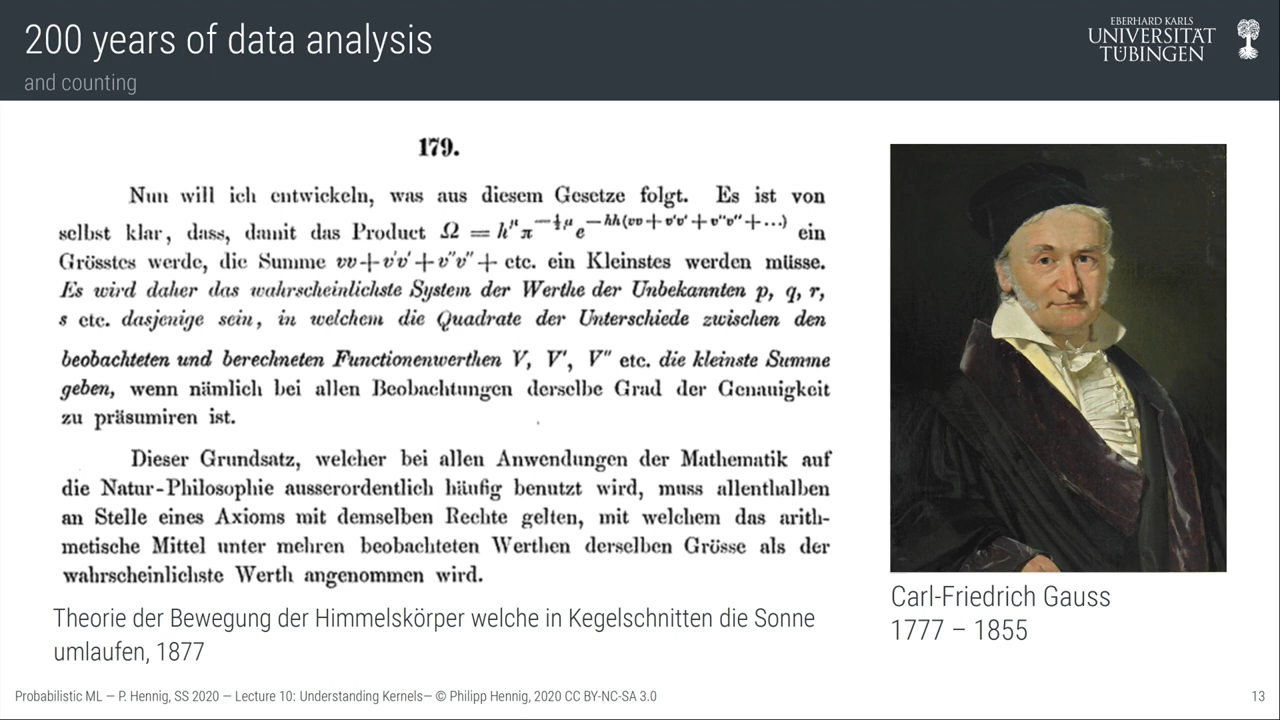 200 years of data analysis
and counting
EBERHARD KARLS
UNIVERSITÄT
TÜBINGEN
179.
Nun will ich entwickeln, was aus diesem Gesetze folgt. Es ist von
selbst klar, dass, damit das Product Ω = h^μ π^{−½μ} e^{−hh(vv+v′v′+v″v″+...)} ein
Grösstes werde, die Summe vv+v′v′+v″v″+ etc. ein Kleinstes werden müsse.
Es wird daher das wahrscheinlichste System der Werthe der Unbekannten p, q, r,
s etc. dasjenige sein, in welchem die Quadrate der Unterschiede zwischen den
beobachteten und berechneten Functionenwerthen V, V′, V″ etc. die kleinste Summe
geben, wenn nämlich bei allen Beobachtungen derselbe Grad der Genauigkeit
zu präsumiren ist.
Dieser Grundsatz, welcher bei allen Anwendungen der Mathematik auf
die Natur-Philosophie ausserordentlich häufig benutzt wird, muss allenthalben
an Stelle eines Axioms mit demselben Rechte gelten, mit welchem das arith-
metische Mittel unter mehren beobachteten Werthen derselben Grösse als der
wahrscheinlichste Werth angenommen wird.
Theorie der Bewegung der Himmelskörper welche in Kegelschnitten die Sonne
umlaufen, 1877
Carl-Friedrich Gauss
1777 – 1855
Probabilistic ML — P. Hennig, SS 2020 — Lecture 10: Understanding Kernels— © Philipp Hennig, 2020 CC BY-NC-SA 3.0
13